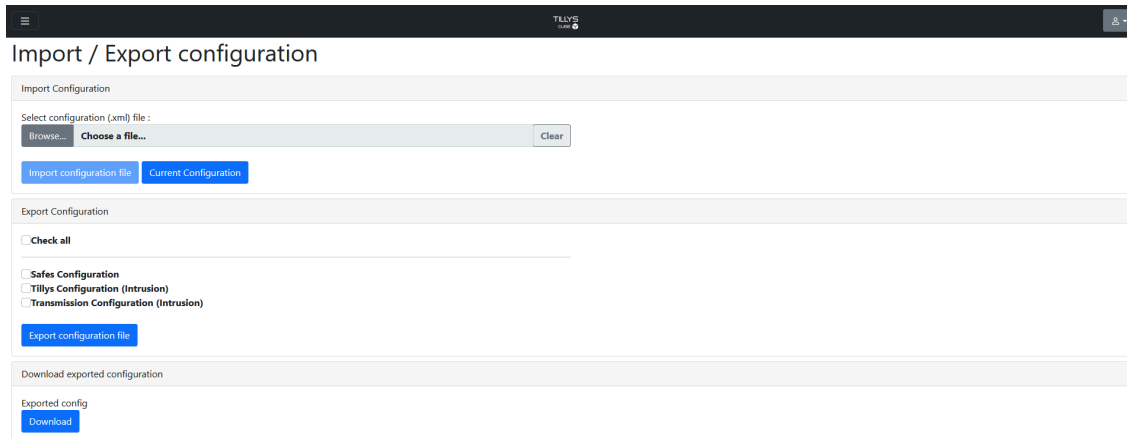 TILLYS
CUBE
Import / Export configuration
Import Configuration
Select configuration (.xml) file :
Browse... Choose a file... Clear
Import configuration file Current Configuration
Export Configuration
Check all
Safes Configuration
Tillys Configuration (Intrusion)
Transmission Configuration (Intrusion)
Export configuration file
Download exported configuration
Exported config
Download